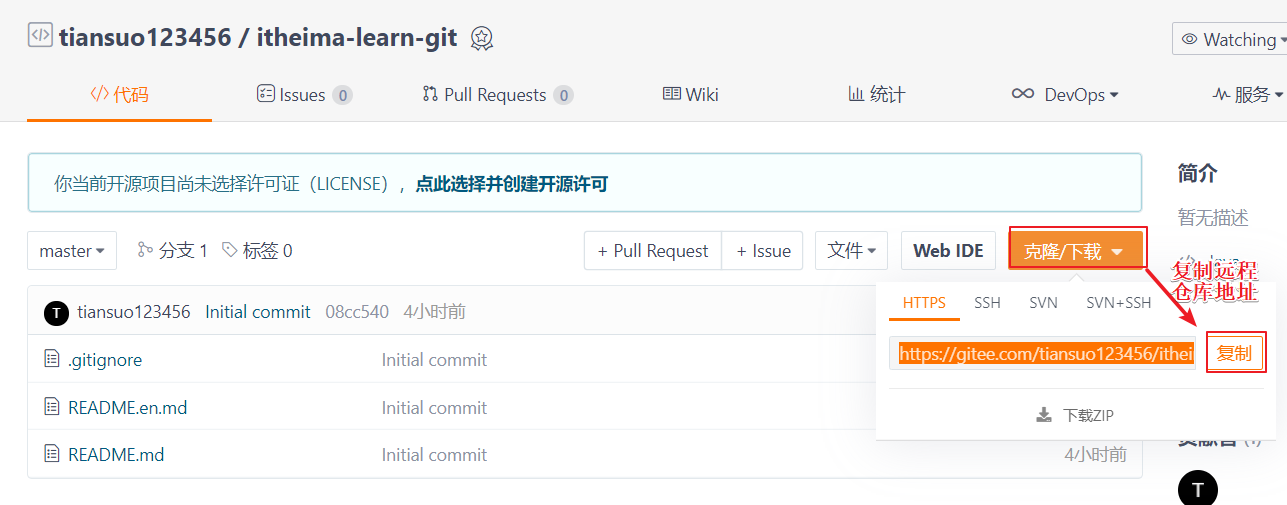 tiansuo123456 / itheima-learn-git
Watching
代码
Issues 0
Pull Requests 0
Wiki
统计
DevOps
服务
你当前开源项目尚未选择许可证（LICENSE），点此选择并创建开源许可
简介
暂无描述
master
分支 1
标签 0
+ Pull Request
+ Issue
文件
Web IDE
克隆/下载
复制远程
仓库地址
HTTPS
SSH
SVN
SVN+SSH
https://gitee.com/tiansuo123456/ithei
复制
下载ZIP
T tiansuo123456 Initial commit 08cc540 4小时前
.gitignore Initial commit
README.en.md Initial commit
README.md Initial commit 4小时前
T